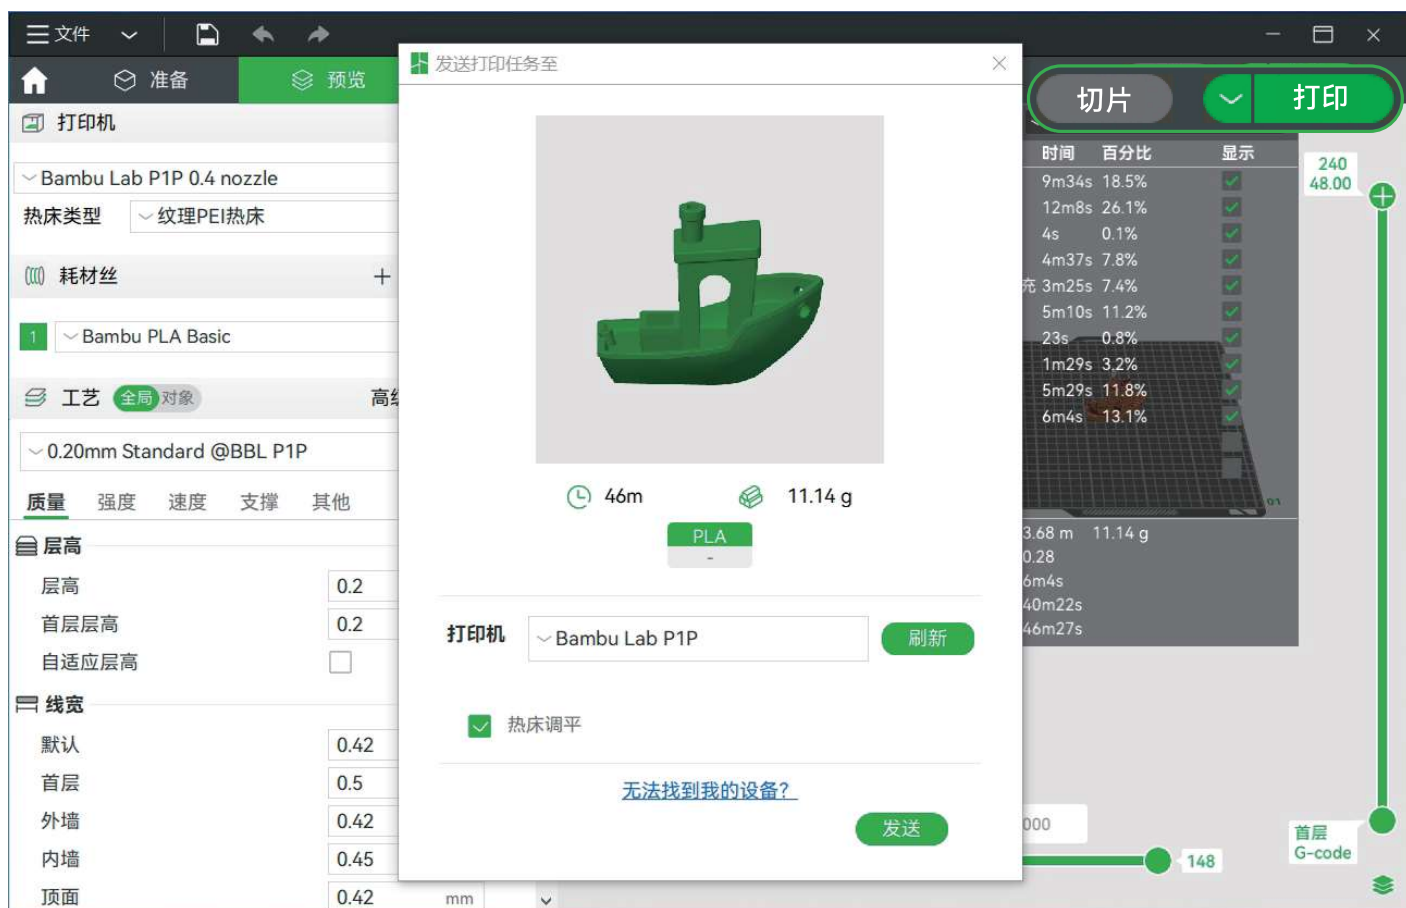 文件
准备
预览
发送打印任务至
切片
打印
打印机
Bambu Lab P1P 0.4 nozzle
热床类型
纹理PEI热床
耗材丝
1
Bambu PLA Basic
工艺
全局
对象
高级
0.20mm Standard @BBL P1P
质量
强度
速度
支撑
其他
层高
层高
0.2
首层层高
0.2
自适应层高
线宽
默认
0.42
首层
0.5
外墙
0.42
内墙
0.45
顶面
0.42
mm
46m
11.14 g
PLA
-
打印机
Bambu Lab P1P
刷新
热床调平
无法找到我的设备?
发送
时间 百分比 显示
9m34s 18.5%
12m8s 26.1%
4s 0.1%
4m37s 7.8%
充 3m25s 7.4%
5m10s 11.2%
23s 0.8%
1m29s 3.2%
5m29s 11.8%
6m4s 13.1%
01
3.68 m 11.14 g
0.28
6m4s
40m22s
46m27s
240
48.00
000
148
首层
G-code